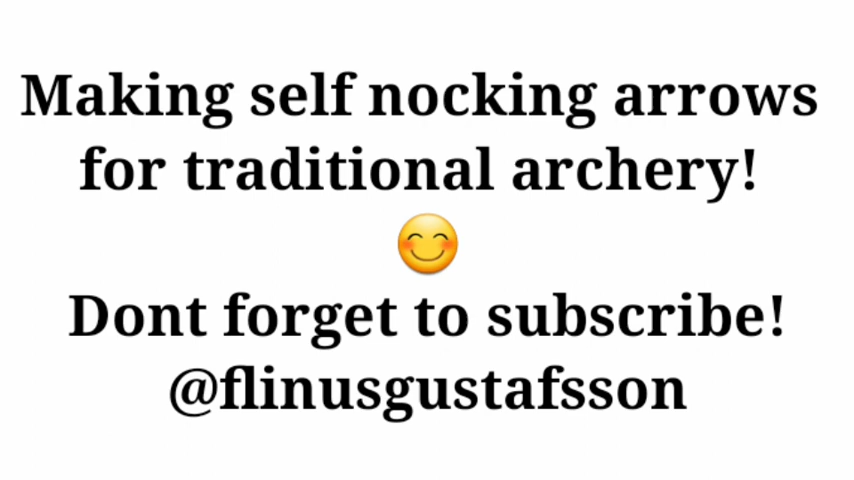 Making self nocking arrows
for traditional archery!
😊
Dont forget to subscribe!
@flinusgustafsson